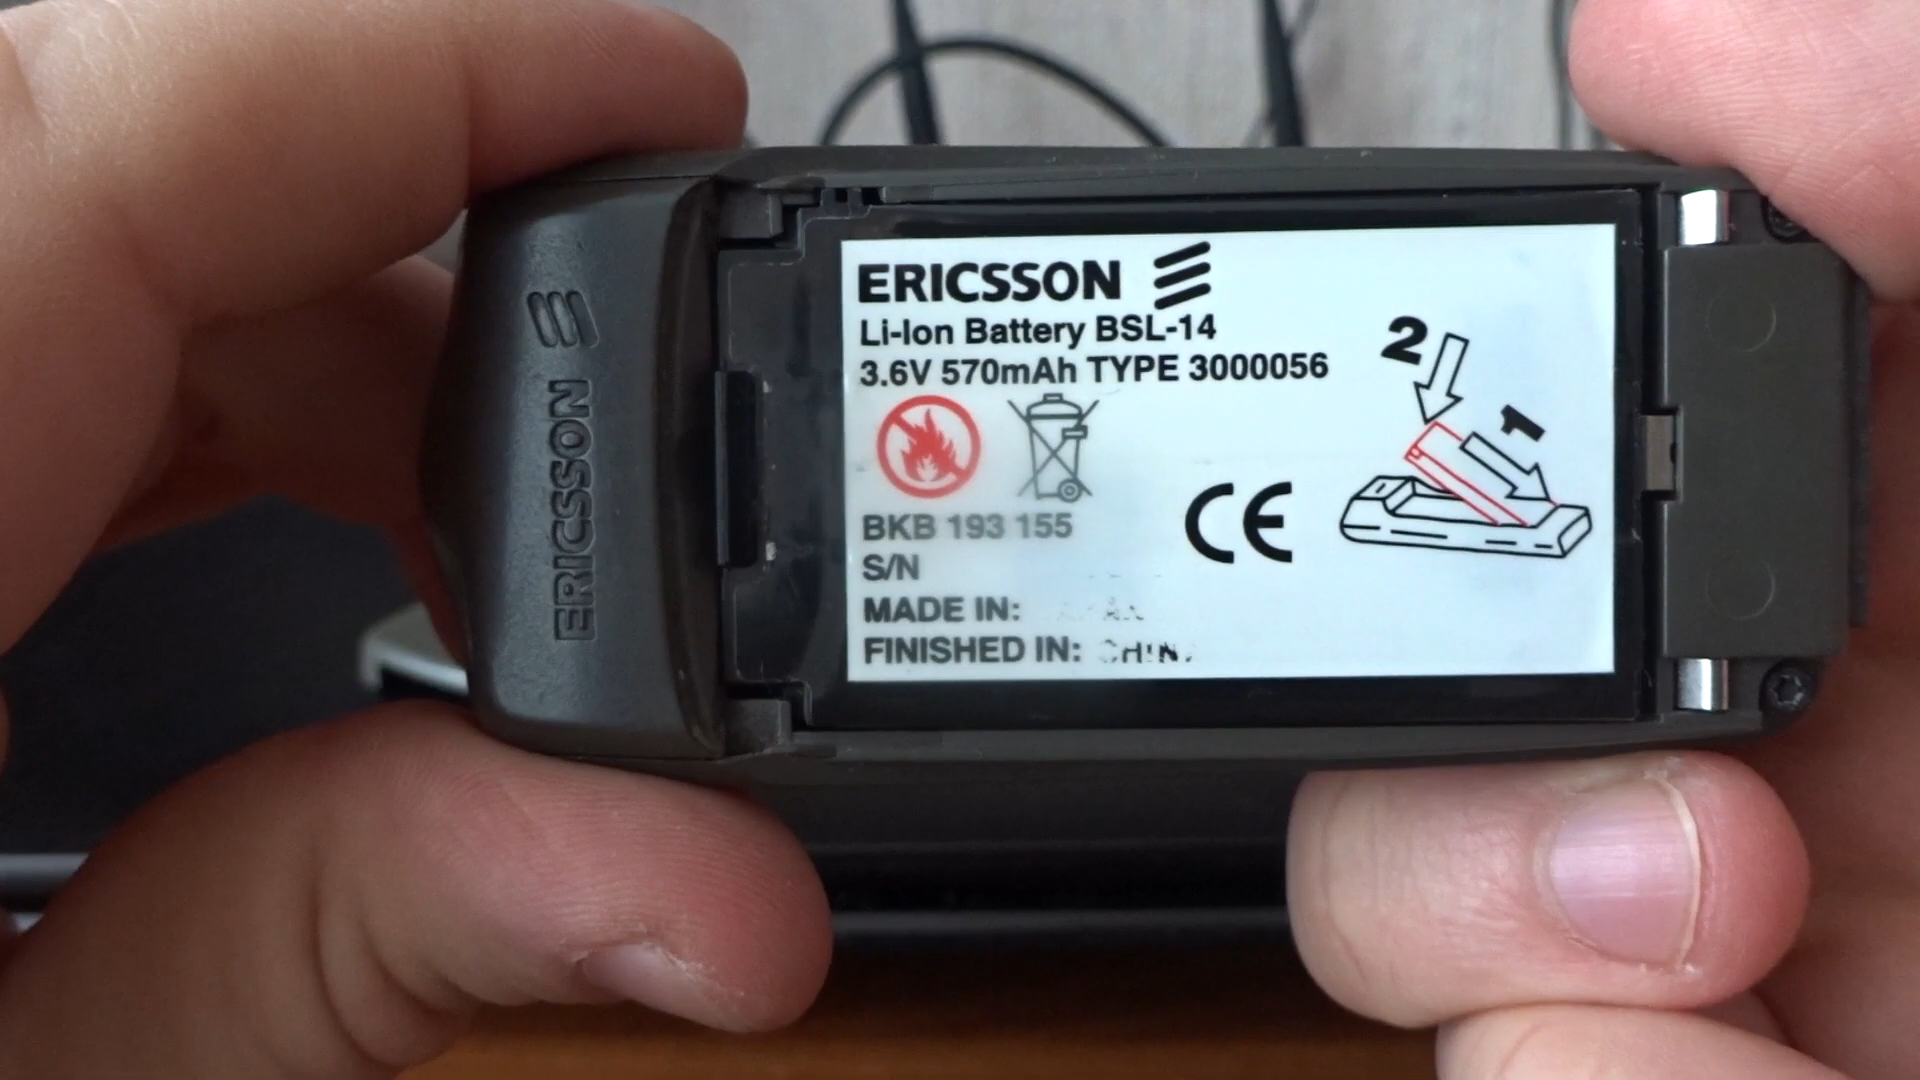 ERICSSON
ERICSSON
Li-Ion Battery BSL-14
3.6V 570mAh TYPE 3000056
2
1
CE
BKB 193 155
S/N
MADE IN:
FINISHED IN: CHINA